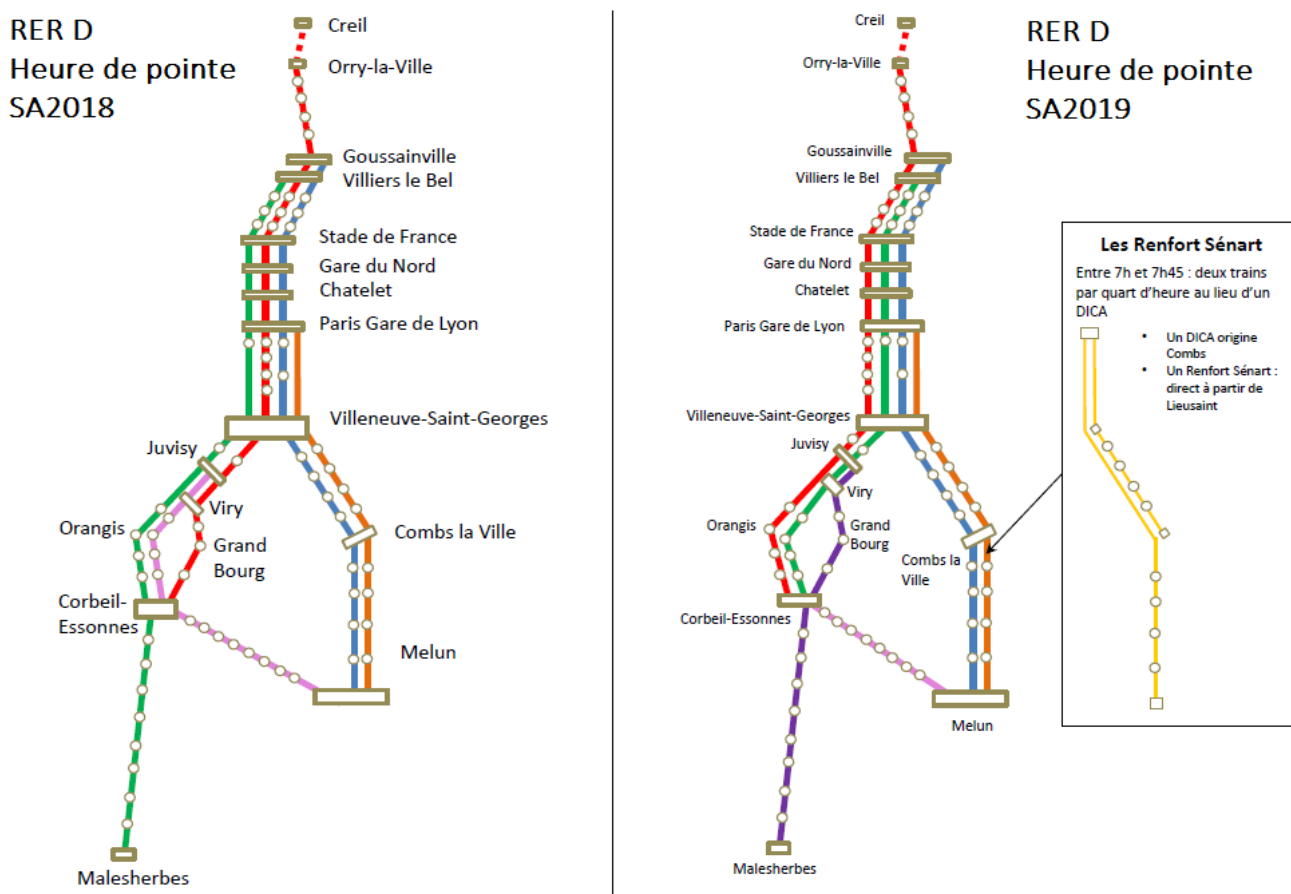 RER D
Heure de pointe
SA2018
Creil
Orry-la-Ville
Goussainville
Villiers le Bel
Stade de France
Gare du Nord
Chatelet
Paris Gare de Lyon
Villeneuve-Saint-Georges
Juvisy
Viry
Orangis
Grand
Bourg
Combs la Ville
Corbeil-
Essonnes
Melun
Malesherbes
RER D
Heure de pointe
SA2019
Creil
Orry-la-Ville
Goussainville
Villiers le Bel
Stade de France
Gare du Nord
Chatelet
Paris Gare de Lyon
Villeneuve-Saint-Georges
Juvisy
Viry
Orangis
Grand
Bourg
Combs la
Ville
Corbeil-Essonnes
Melun
Malesherbes
Les Renfort Sénart
Entre 7h et 7h45 : deux trains
par quart d'heure au lieu d'un
DICA
• Un DICA origine
Combs
• Un Renfort Sénart :
direct à partir de
Lieusaint